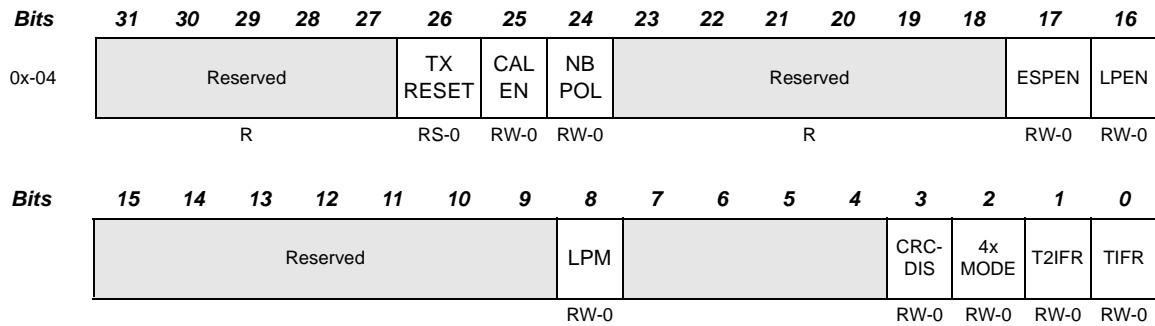 Bits 31 30 29 28 27 26 25 24 23 22 21 20 19 18 17 16
0x-04 Reserved TX RESET CAL EN NB POL Reserved ESPEN LPEN
R RS-0 RW-0 RW-0 R RW-0 RW-0
Bits 15 14 13 12 11 10 9 8 7 6 5 4 3 2 1 0
Reserved LPM CRC-DIS 4x MODE T2IFR TIFR
RW-0 RW-0 RW-0 RW-0 RW-0